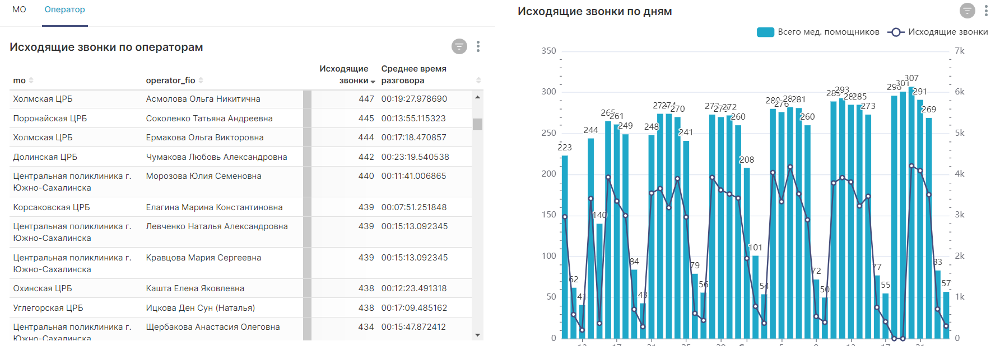 МО Оператор
Исходящие звонки по операторам
mo operator_fio Исходящие звонки Среднее время разговора
Холмская ЦРБ Асмолова Ольга Никитична 447 00:19:27.978690
Поронайская ЦРБ Соколенко Татьяна Андреевна 445 00:13:55.115323
Холмская ЦРБ Ермакова Ольга Викторовна 444 00:17:18.470857
Долинская ЦРБ Чумакова Любовь Александровна 442 00:23:19.540538
Центральная поликлиника г. Морозова Юлия Семеновна 440 00:11:41.006865
Южно-Сахалинска
Корсаковская ЦРБ Елагина Марина Константиновна 439 00:07:51.251848
Центральная поликлиника г. Левченко Наталья Александровна 439 00:15:13.092345
Южно-Сахалинска
Центральная поликлиника г. Кравцова Мария Сергеевна 439 00:15:13.092345
Южно-Сахалинска
Охинская ЦРБ Кашта Елена Яковлевна 438 00:12:23.491318
Углегорская ЦРБ Ицкова Ден Сун (Наталья) 438 00:17:09.485162
Центральная поликлиника г. Щербакова Анастасия Олеговна 434 00:15:47.872412
Южно-Сахалинска
Исходящие звонки по дням
Всего мед. помощников Исходящие звонки
350 7k
300 6k
250 5k
200 4k
150 3k
100 2k
50 1k
0 0
223 62 41 244 140 265 261 249 84 43 248 274 270 241 79 56 272 260 208 101 54 276 281 260 72 50 293 285 273 77 55 301 307 291 269 83 57